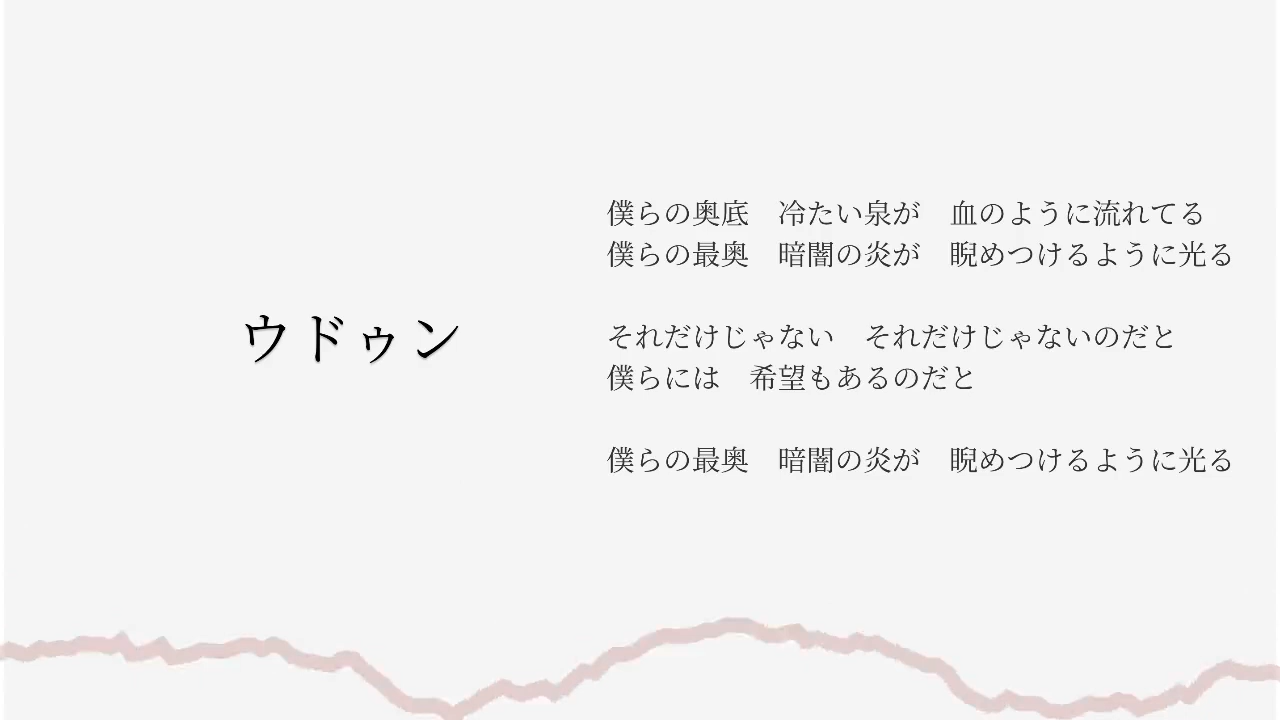 ウドゥン
僕らの奥底　冷たい泉が　血のように流れてる
僕らの最奥　暗闇の炎が　睨めつけるように光る
それだけじゃない　それだけじゃないのだと
僕らには　希望もあるのだと
僕らの最奥　暗闇の炎が　睨めつけるように光る